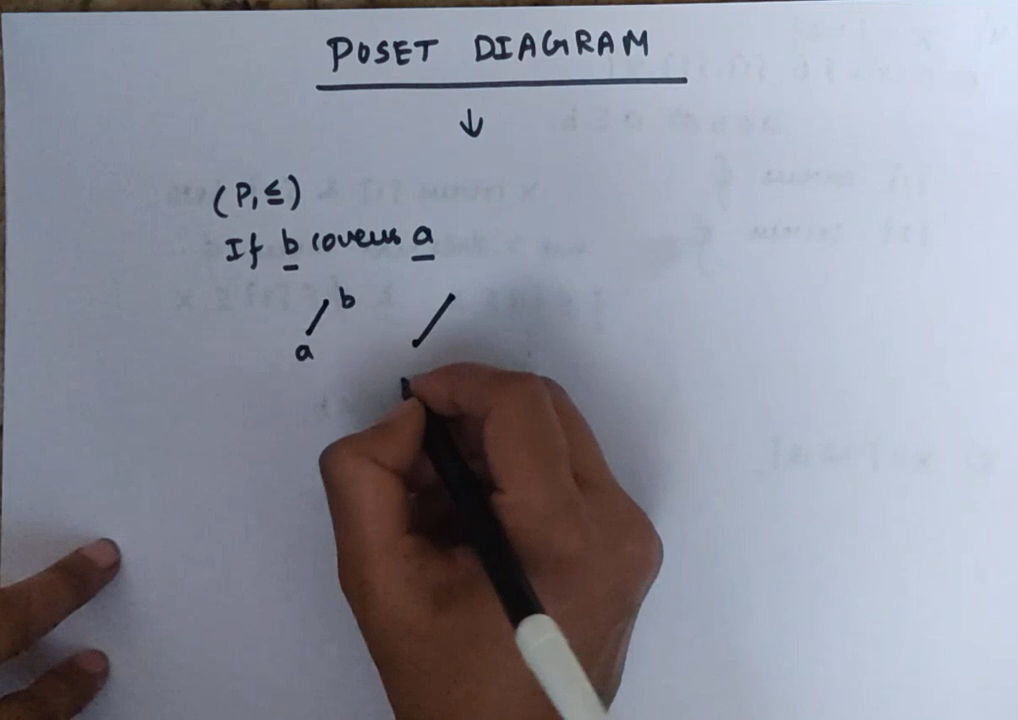 POSET DIAGRAM
↓
(P, ≤)
If b covers a
b
a